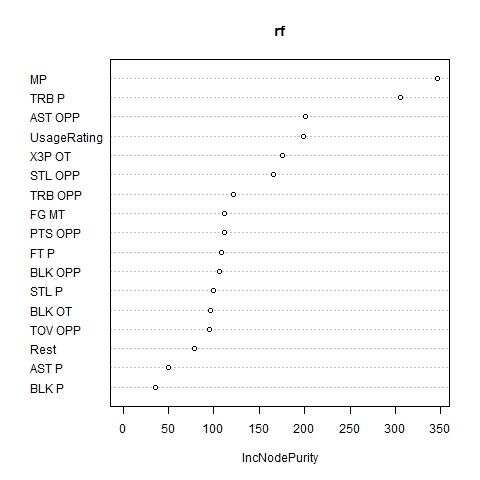 rf
MP
TRB P
AST OPP
UsageRating
X3P OT
STL OPP
TRB OPP
FG MT
PTS OPP
FT P
BLK OPP
STL P
BLK OT
TOV OPP
Rest
AST P
BLK P
0 50 100 150 200 250 300 350
IncNodePurity